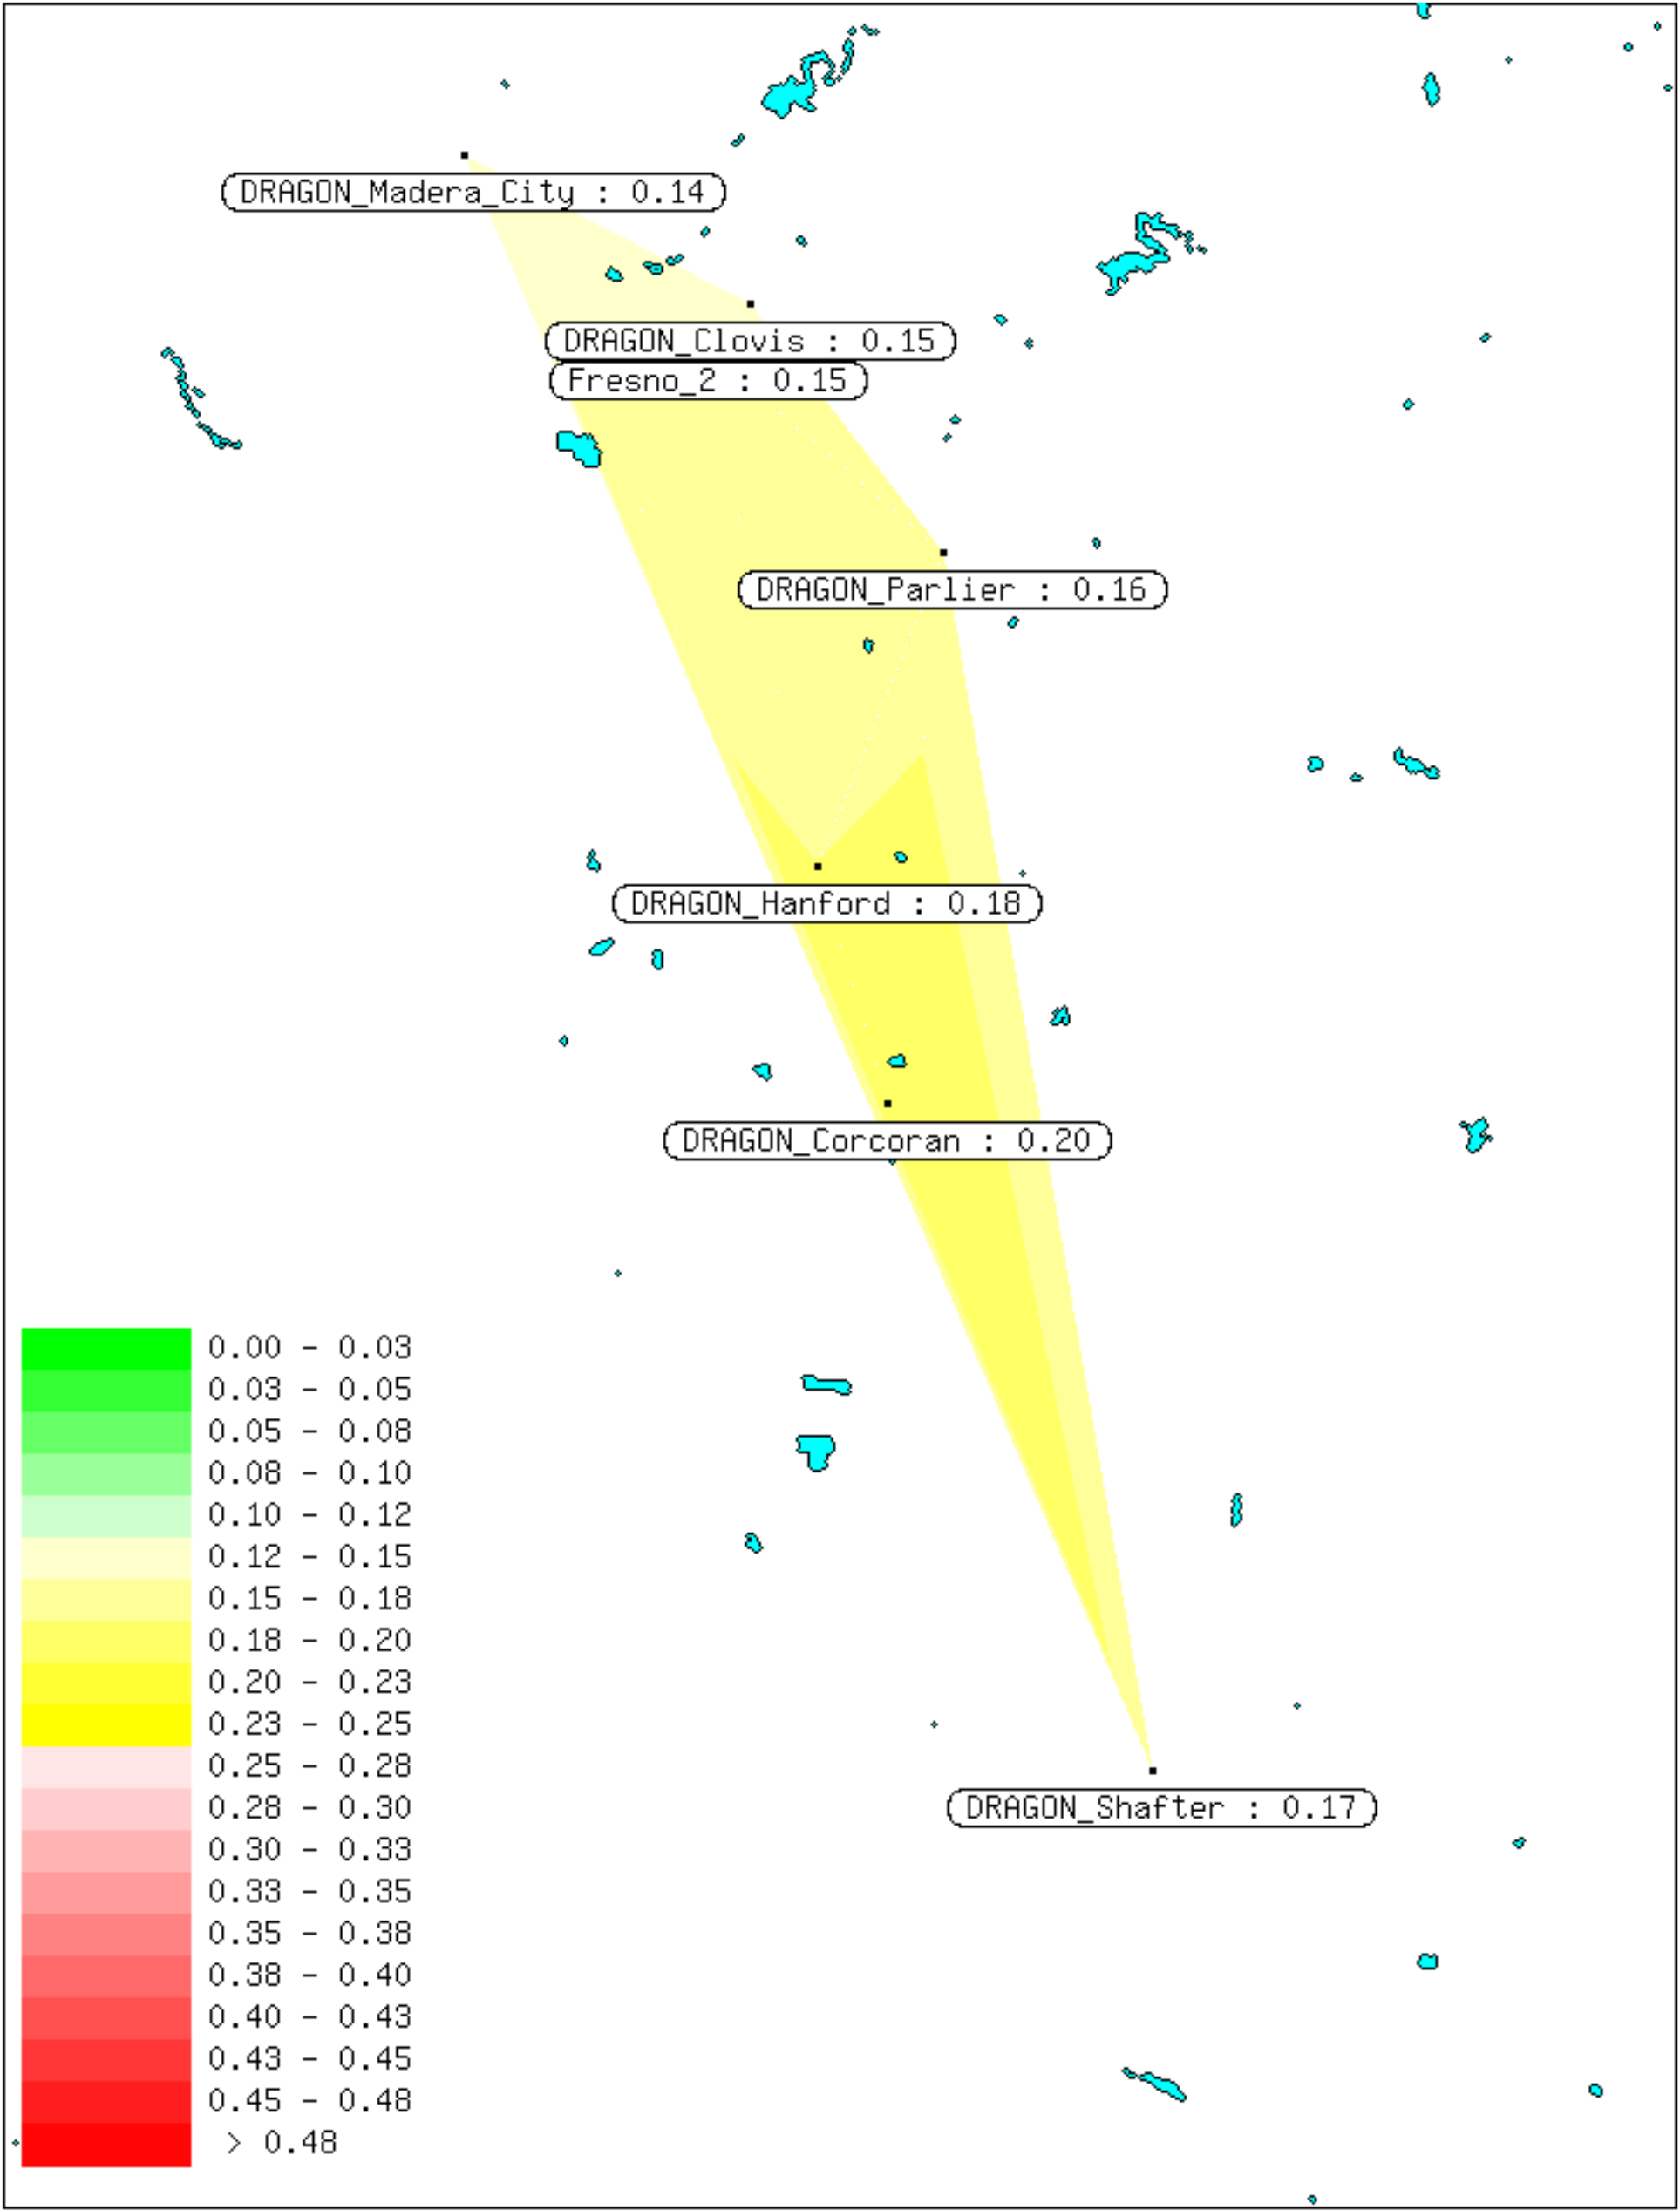 DRAGON_Madera_City : 0.14
DRAGON_Clovis : 0.15
Fresno_2 : 0.15
DRAGON_Parlier : 0.16
DRAGON_Hanford : 0.18
DRAGON_Corcoran : 0.20
DRAGON_Shafter : 0.17
0.00 - 0.03
0.03 - 0.05
0.05 - 0.08
0.08 - 0.10
0.10 - 0.12
0.12 - 0.15
0.15 - 0.18
0.18 - 0.20
0.20 - 0.23
0.23 - 0.25
0.25 - 0.28
0.28 - 0.30
0.30 - 0.33
0.33 - 0.35
0.35 - 0.38
0.38 - 0.40
0.40 - 0.43
0.43 - 0.45
0.45 - 0.48
> 0.48